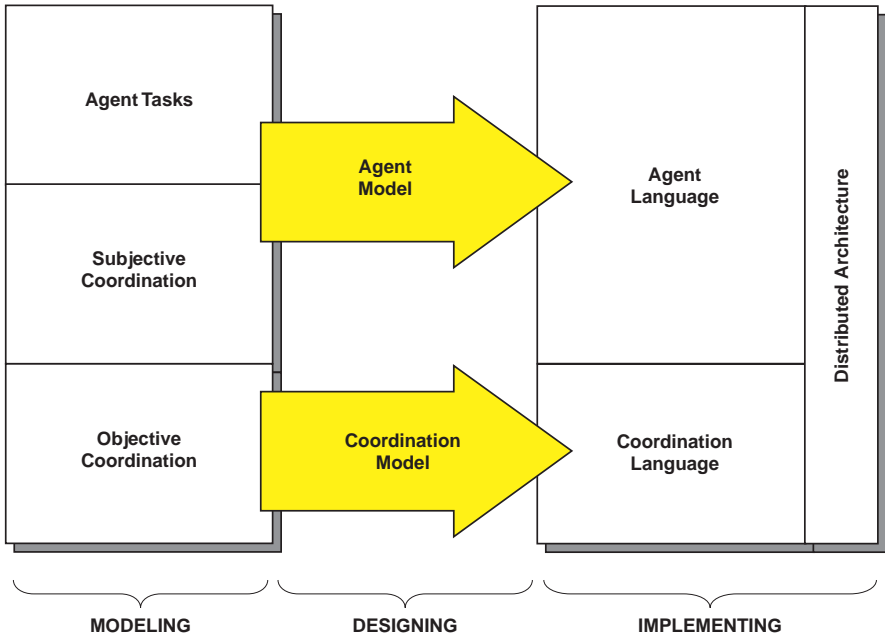 Agent Tasks
Subjective
Coordination
Objective
Coordination
Agent
Model
Coordination
Model
Agent
Language
Coordination
Language
Distributed Architecture
MODELING
DESIGNING
IMPLEMENTING